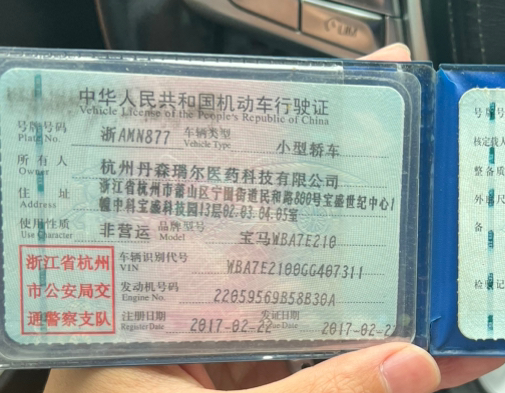 中华人民共和国机动车行驶证
Vehicle License of the People's Republic of China
号牌号码 浙AMN877 车辆类型 小型轿车
Plate No. Vehicle Type
所有人 杭州丹森瑞尔医药科技有限公司
Owner
住址 浙江省杭州市萧山区宁围街道民和路800号宝盛世纪中心1
Address 幢中科宝盛科技园13层02.03.04.05室
使用性质 非营运 品牌型号 宝马WBA7E210
Use Character Model
浙江省杭州 车辆识别代号 WBA7E2100GG407311
VIN
市公安局交 发动机号码 22059569B58B30A
Engine No.
通警察支队 注册日期 2017-02-22 发证日期 2017-02-2
Register Date Issue Date
号牌号
核定载
整备质
外廓尺
备
检验记